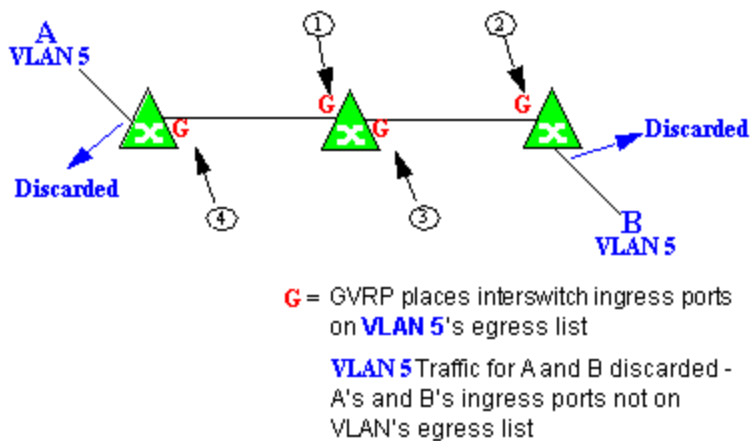 1
2
A
VLAN 5
G
G
G
G
Discarded
Discarded
4
3
B
VLAN 5
G = GVRP places interswitch ingress ports
on VLAN 5's egress list
VLAN 5 Traffic for A and B discarded -
A's and B's ingress ports not on
VLAN's egress list